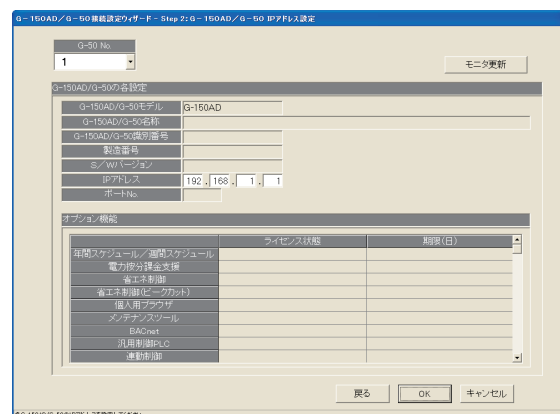 G-150AD／G-50接続設定ウィザード - Step 2:G-150AD／G-50 IPアドレス設定
G-50 No.
1
モニタ更新
G-150AD/G-50の各設定
G-150AD/G-50モデル G-150AD
G-150AD/G-50名称
G-150AD/G-50識別番号
製造番号
S／Wバージョン
IPアドレス 192 . 168 . 1 . 1
ポートNo.
オプション機能
ライセンス状態 期限(日)
年間スケジュール／週間スケジュール
電力按分課金支援
省エネ制御
省エネ制御(ピークカット)
個人用ブラウザ
メンテナンスツール
BACnet
汎用制御PLC
連動制御
戻る OK キャンセル